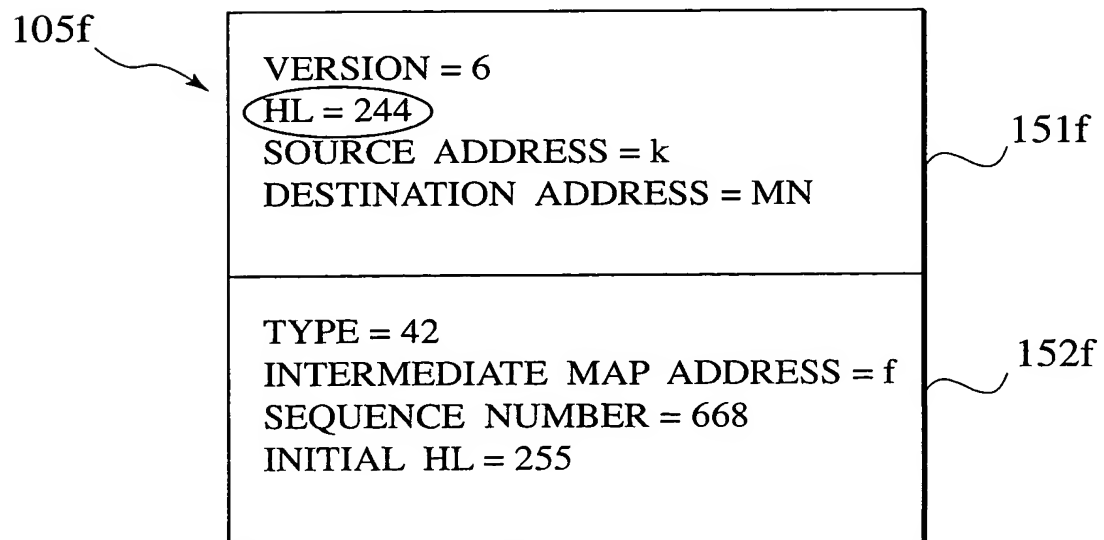 105f
VERSION = 6
HL = 244
SOURCE ADDRESS = k
DESTINATION ADDRESS = MN
151f
TYPE = 42
INTERMEDIATE MAP ADDRESS = f
SEQUENCE NUMBER = 668
INITIAL HL = 255
152f